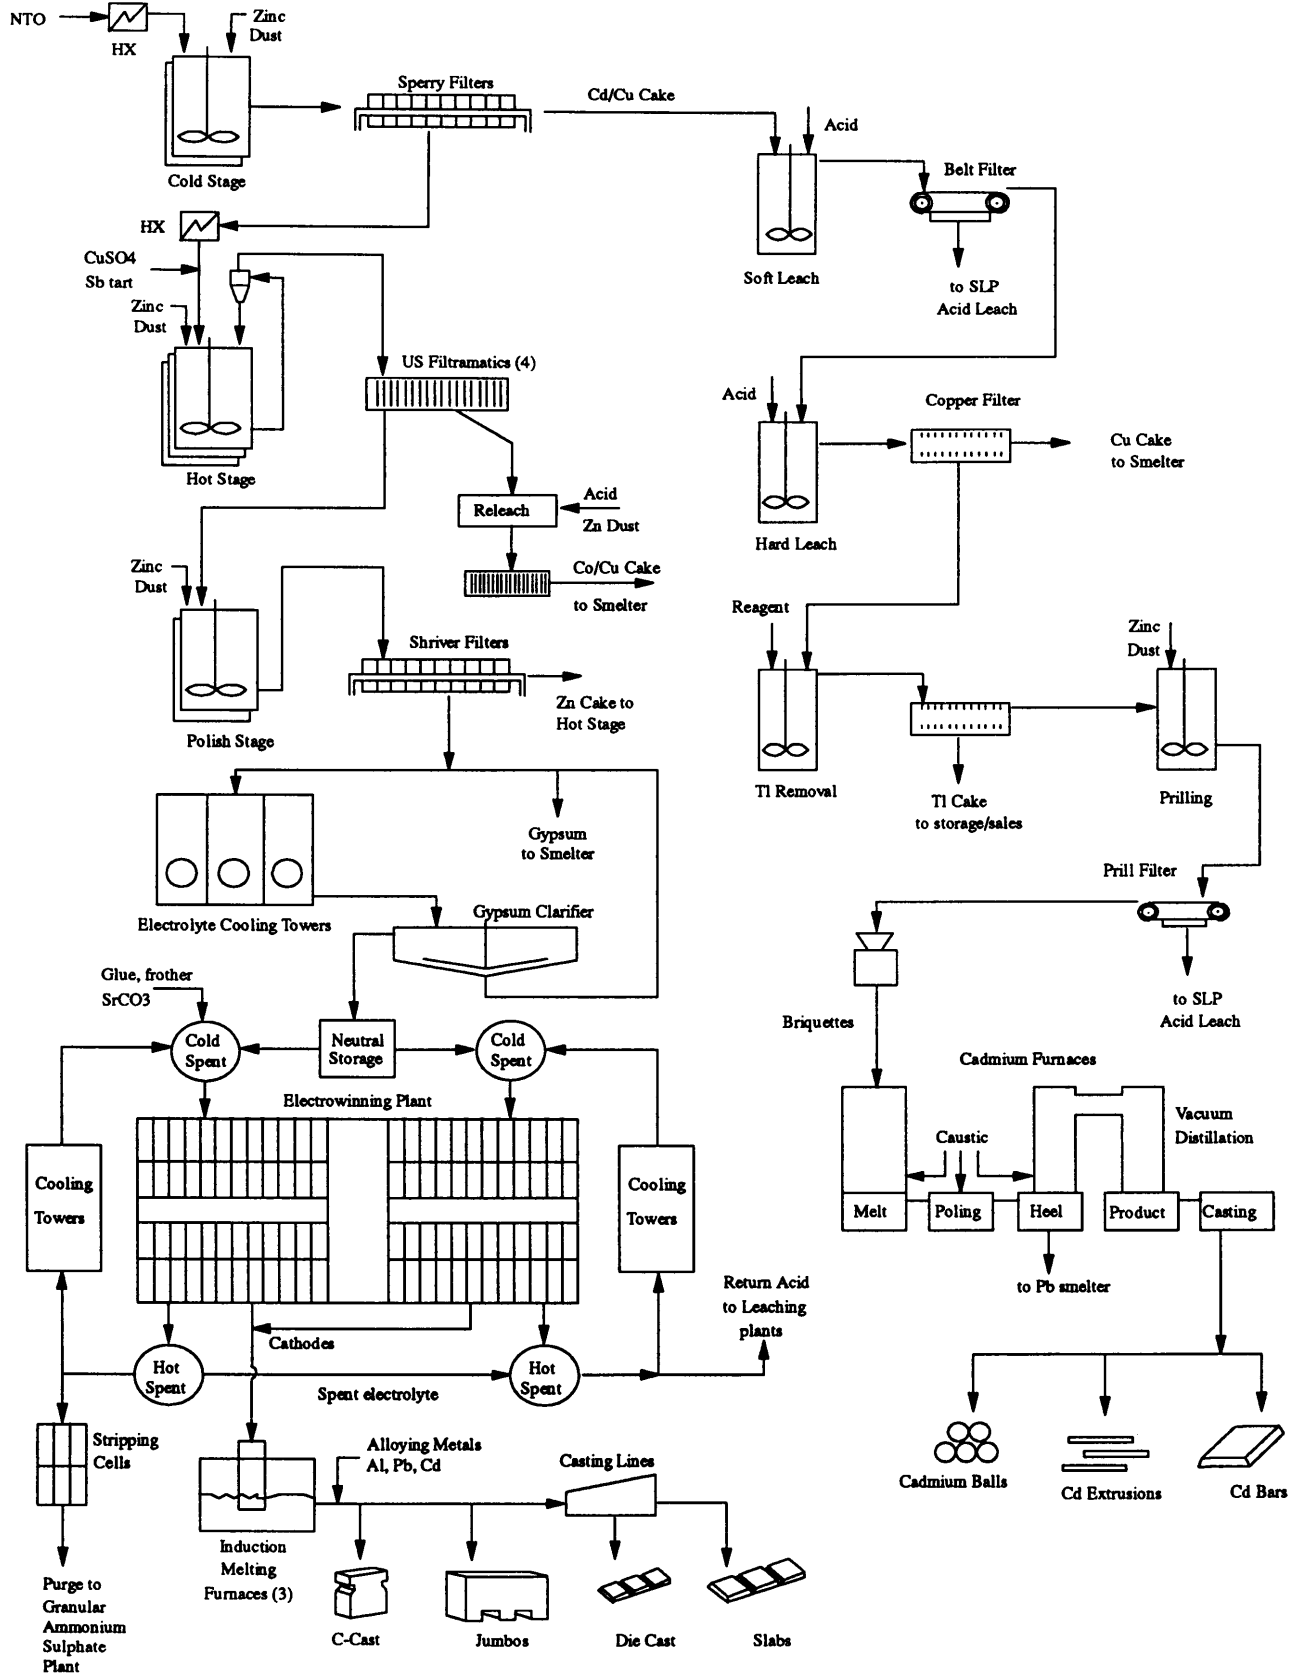 NTO
HX
Zinc
Dust
Cold Stage
Sperry Filters
Cd/Cu Cake
Acid
Belt Filter
Soft Leach
to SLP
Acid Leach
HX
CuSO4
Sb tart
Zinc
Dust
Hot Stage
US Filtramatics (4)
Releach
Acid
Zn Dust
Co/Cu Cake
to Smelter
Acid
Copper Filter
Cu Cake
to Smelter
Hard Leach
Zinc
Dust
Polish Stage
Shriver Filters
Zn Cake to
Hot Stage
Reagent
Tl Removal
Tl Cake
to storage/sales
Zinc
Dust
Prilling
Gypsum
to Smelter
Electrolyte Cooling Towers
Gypsum Clarifier
Prill Filter
to SLP
Acid Leach
Briquettes
Glue, frother
SrCO3
Cold
Spent
Neutral
Storage
Cold
Spent
Electrowinning Plant
Cooling
Towers
Cooling
Towers
Cadmium Furnaces
Caustic
Vacuum
Distillation
Melt
Poling
Heel
Product
Casting
to Pb smelter
Return Acid
to Leaching
plants
Cathodes
Hot
Spent
Spent electrolyte
Hot
Spent
Stripping
Cells
Purge to
Granular
Ammonium
Sulphate
Plant
Alloying Metals
Al, Pb, Cd
Casting Lines
Induction
Melting
Furnaces (3)
C-Cast
Jumbos
Die Cast
Slabs
Cadmium Balls
Cd Extrusions
Cd Bars